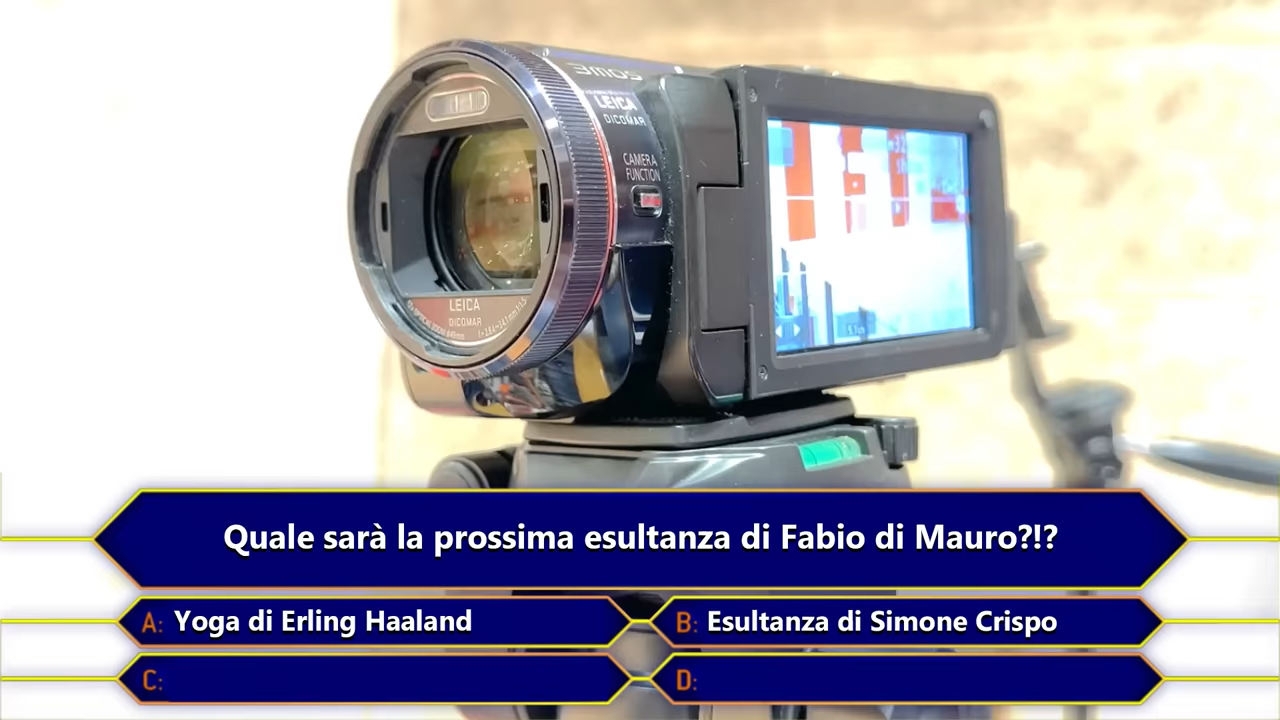 3MOS
LEICA
DICOMAR
CAMERA
FUNCTION
LEICA
DICOMAR
Quale sarà la prossima esultanza di Fabio di Mauro?!?
A: Yoga di Erling Haaland
B: Esultanza di Simone Crispo
C:
D: